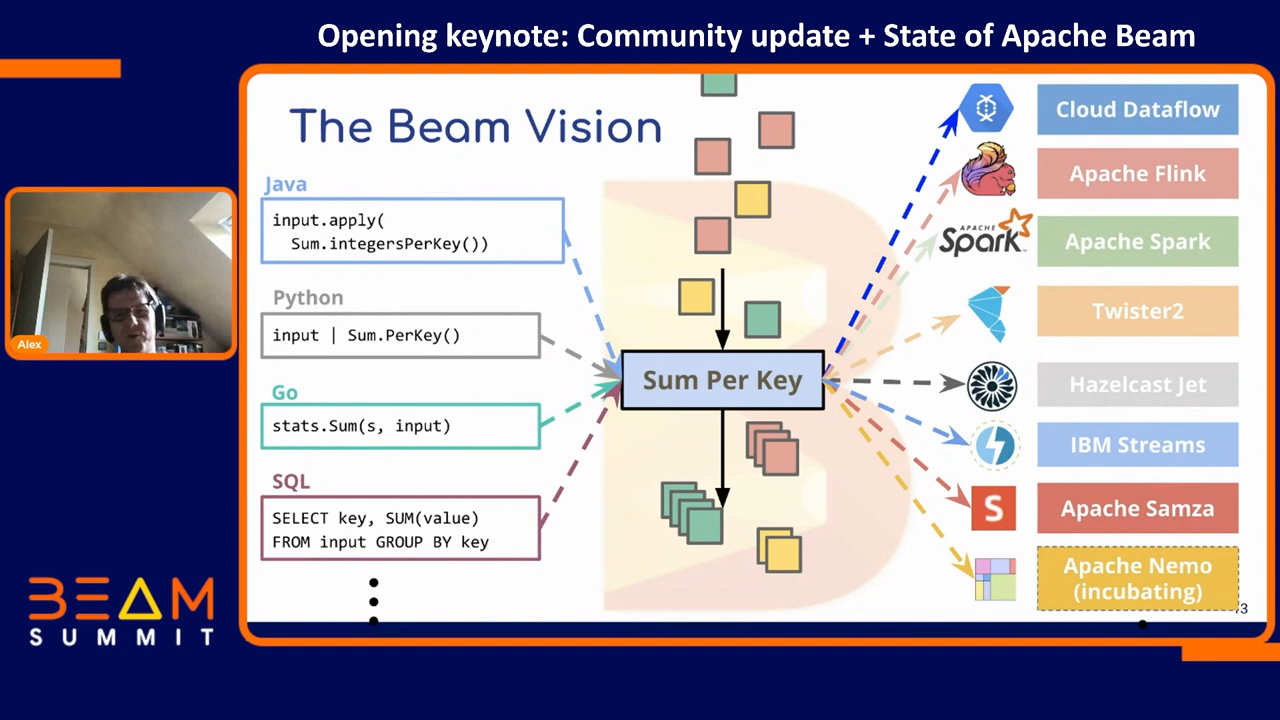 Opening keynote: Community update + State of Apache Beam
The Beam Vision
Java
input.apply(
Sum.integersPerKey())
Python
input | Sum.PerKey()
Go
stats.Sum(s, input)
SQL
SELECT key, SUM(value)
FROM input GROUP BY key
Sum Per Key
Cloud Dataflow
Apache Flink
APACHE
Spark
Apache Spark
Twister2
Hazelcast Jet
IBM Streams
S
Apache Samza
Apache Nemo
(incubating)
Alex
BEAM
SUMMIT